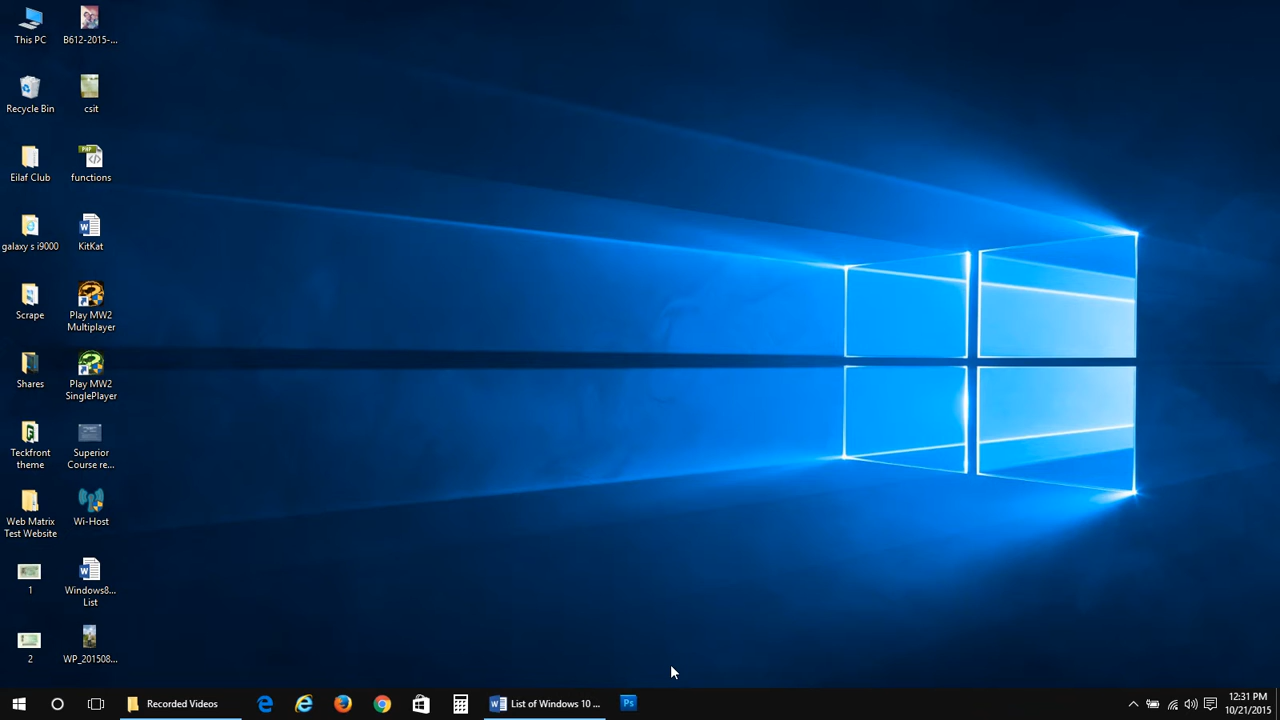 This PC
B612-2015-...
Recycle Bin
csit
Eilaf Club
PHP
functions
galaxy s i9000
KitKat
Scrape
Play MW2
Multiplayer
Shares
Play MW2
SinglePlayer
Teckfront
theme
Superior
Course re...
Web Matrix
Test Website
Wi-Host
1
Windows8...
List
2
WP_201508...
Recorded Videos
List of Windows 10 ...
Ps
12:31 PM
10/21/2015